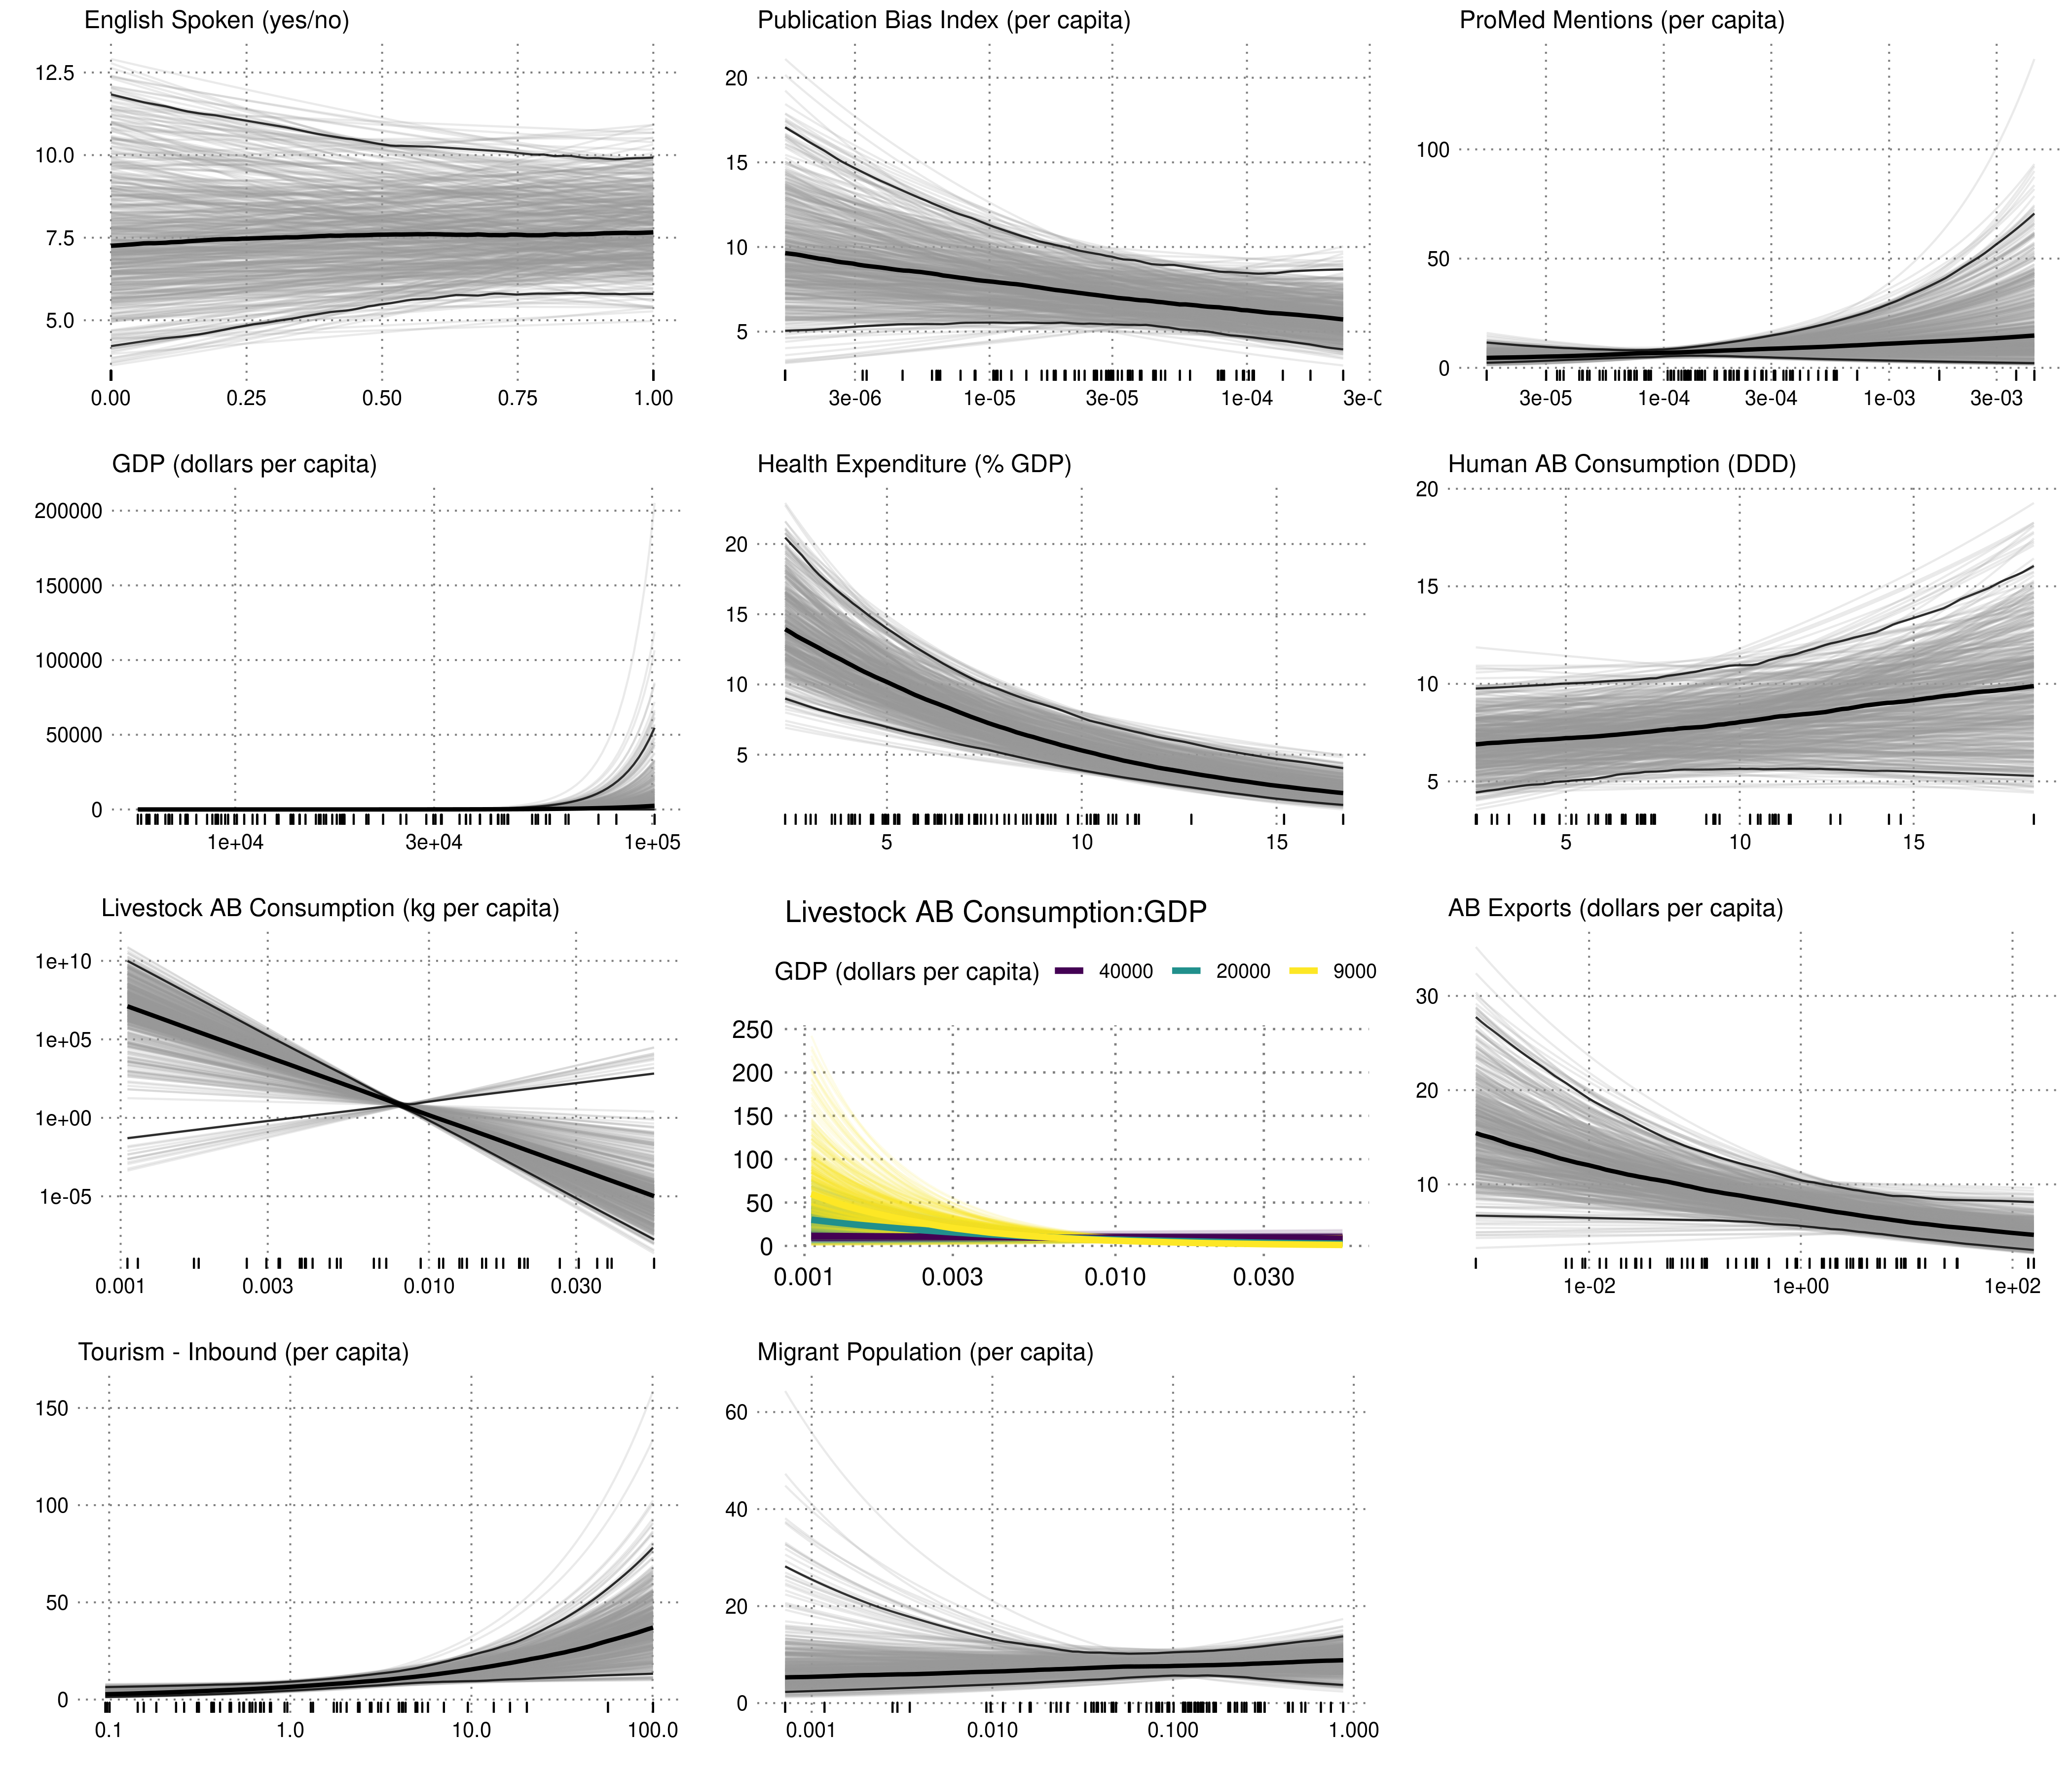 English Spoken (yes/no)
12.5
10.0
7.5
5.0
0.00 0.25 0.50 0.75 1.00
Publication Bias Index (per capita)
20
15
10
5
3e-06 1e-05 3e-05 1e-04 3e-0
ProMed Mentions (per capita)
100
50
0
3e-05 1e-04 3e-04 1e-03 3e-03
GDP (dollars per capita)
200000
150000
100000
50000
0
1e+04 3e+04 1e+05
Health Expenditure (% GDP)
20
15
10
5
5 10 15
Human AB Consumption (DDD)
20
15
10
5
5 10 15
Livestock AB Consumption (kg per capita)
1e+10
1e+05
1e+00
1e-05
0.001 0.003 0.010 0.030
Livestock AB Consumption:GDP
GDP (dollars per capita) 40000 20000 9000
250
200
150
100
50
0
0.001 0.003 0.010 0.030
AB Exports (dollars per capita)
30
20
10
1e-02 1e+00 1e+02
Tourism - Inbound (per capita)
150
100
50
0
0.1 1.0 10.0 100.0
Migrant Population (per capita)
60
40
20
0
0.001 0.010 0.100 1.000